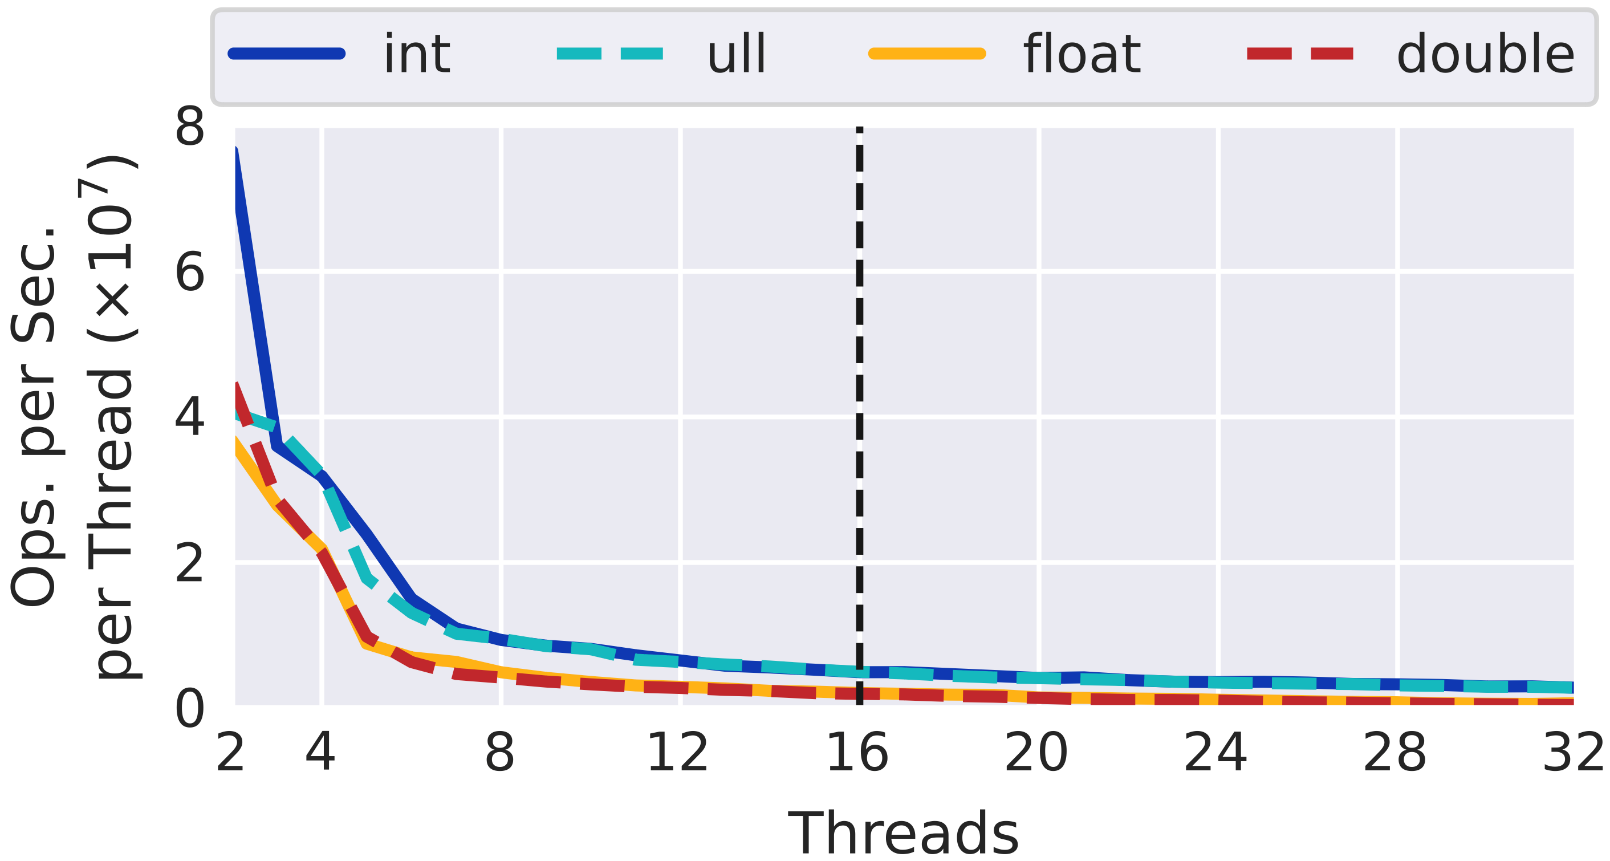 int ull float double
Ops. per Sec.
per Thread (×10⁷)
8
6
4
2
0
2 4 8 12 16 20 24 28 32
Threads